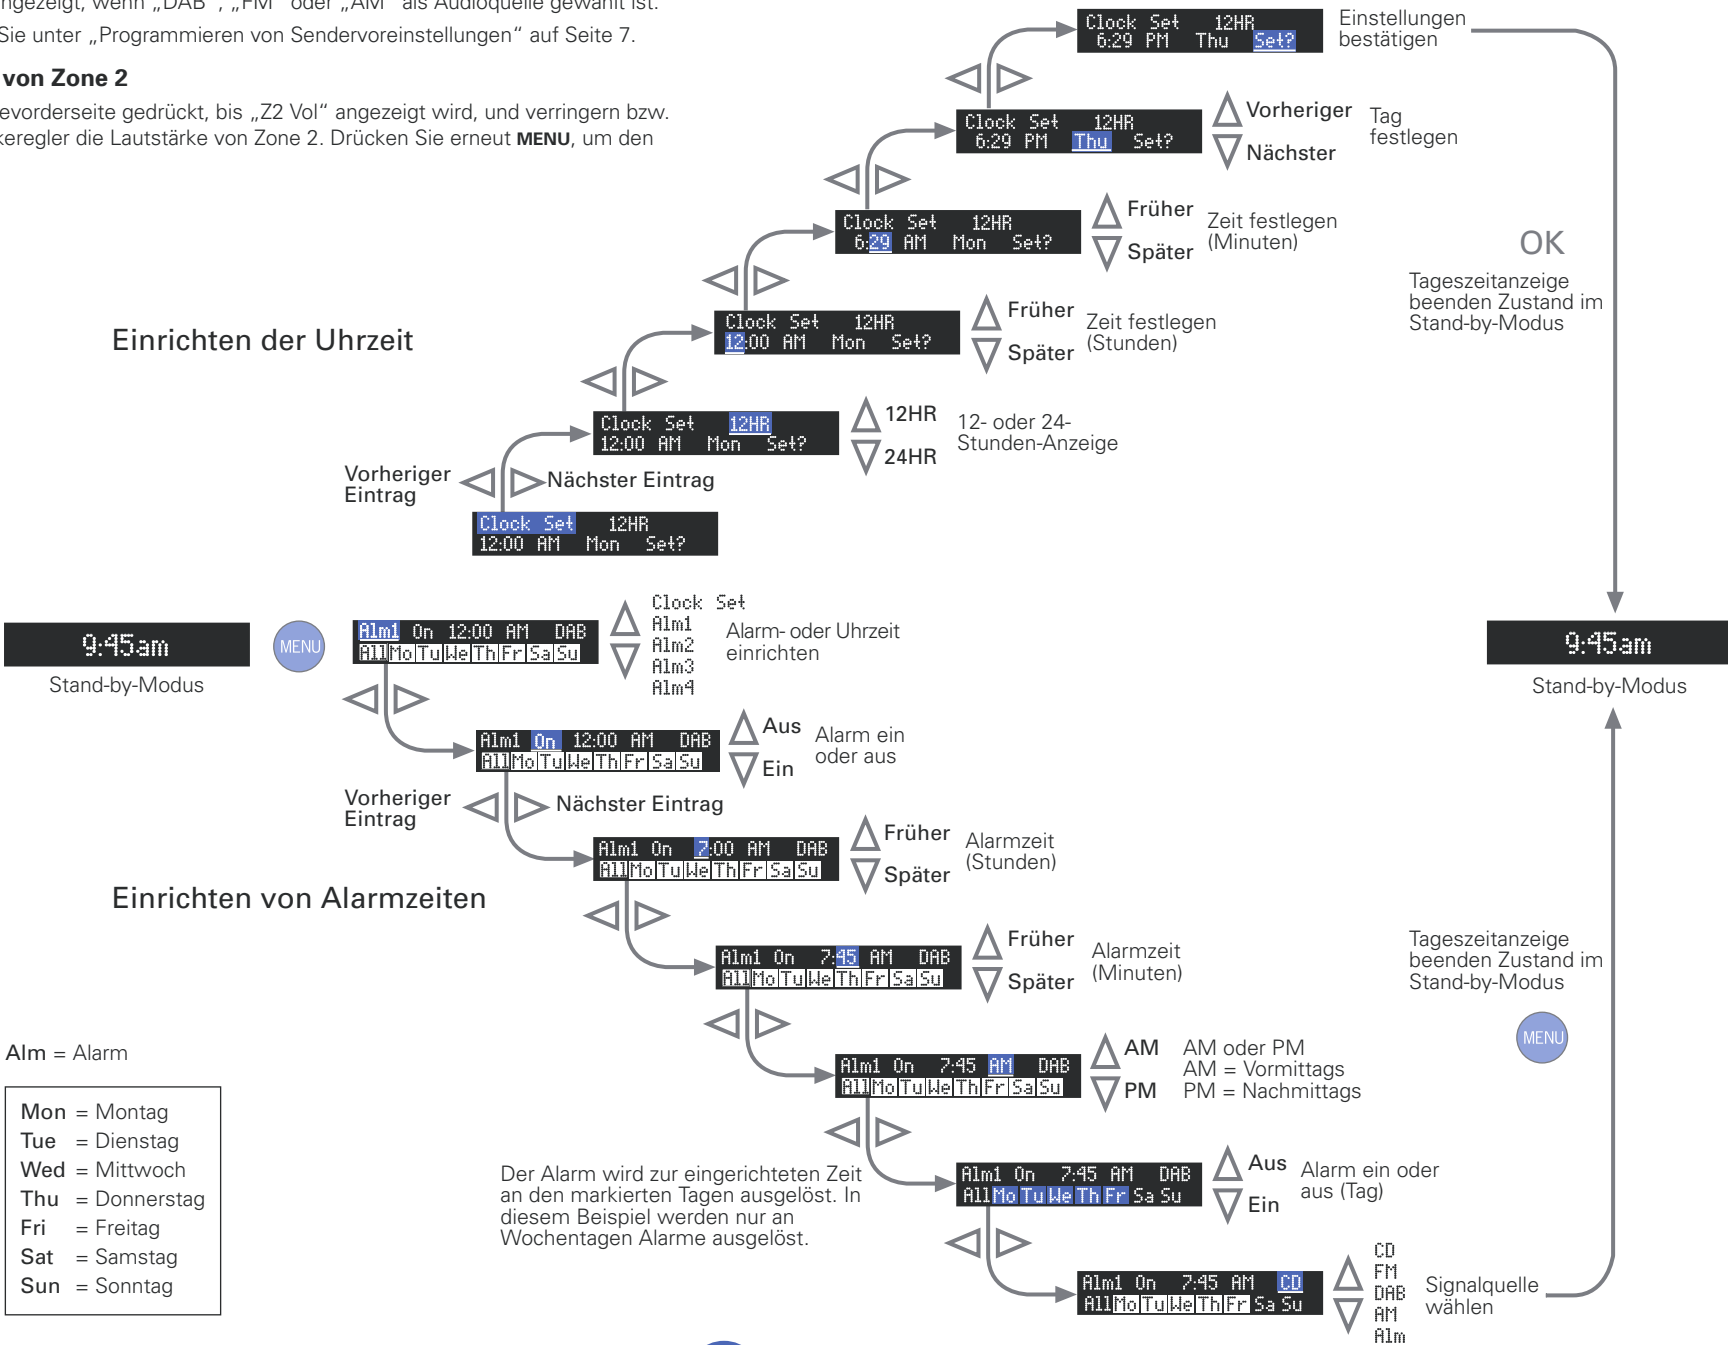 ngezeigt, wenn „DAB“, „FM“ oder „AM“ als Audioquelle gewählt ist.
Sie unter „Programmieren von Sendervoreinstellungen“ auf Seite 7.
von Zone 2
evorderseite gedrückt, bis „Z2 Vol“ angezeigt wird, und verringern bzw.
keregler die Lautstärke von Zone 2. Drücken Sie erneut MENU, um den
Clock Set 12HR
6:29 PM Thu Set?
Einstellungen
bestätigen
Clock Set 12HR
6:29 PM Thu Set?
Vorheriger
Nächster
Tag
festlegen
Clock Set 12HR
6:29 AM Mon Set?
Früher
Später
Zeit festlegen
(Minuten)
OK
Tageszeitanzeige
beenden Zustand im
Stand-by-Modus
Einrichten der Uhrzeit
Clock Set 12HR
12:00 AM Mon Set?
Früher
Später
Zeit festlegen
(Stunden)
Clock Set 12HR
12:00 AM Mon Set?
12HR
24HR
12- oder 24-
Stunden-Anzeige
Vorheriger
Eintrag
Nächster Eintrag
Clock Set 12HR
12:00 AM Mon Set?
9:45am
Stand-by-Modus
MENU
Alm1 On 12:00 AM DAB
All Mo Tu We Th Fr Sa Su
Clock Set
Alm1
Alm2
Alm3
Alm4
Alarm- oder Uhrzeit
einrichten
9:45am
Stand-by-Modus
Alm1 On 12:00 AM DAB
All Mo Tu We Th Fr Sa Su
Aus
Ein
Alarm ein
oder aus
Vorheriger
Eintrag
Nächster Eintrag
Alm1 On 7:00 AM DAB
All Mo Tu We Th Fr Sa Su
Früher
Später
Alarmzeit
(Stunden)
Einrichten von Alarmzeiten
Alm1 On 7:45 AM DAB
All Mo Tu We Th Fr Sa Su
Früher
Später
Alarmzeit
(Minuten)
Tageszeitanzeige
beenden Zustand im
Stand-by-Modus
MENU
Alm1 On 7:45 AM DAB
All Mo Tu We Th Fr Sa Su
AM
PM
AM oder PM
AM = Vormittags
PM = Nachmittags
Alm = Alarm
Mon = Montag
Tue = Dienstag
Wed = Mittwoch
Thu = Donnerstag
Fri = Freitag
Sat = Samstag
Sun = Sonntag
Der Alarm wird zur eingerichteten Zeit
an den markierten Tagen ausgelöst. In
diesem Beispiel werden nur an
Wochentagen Alarme ausgelöst.
Alm1 On 7:45 AM DAB
All Mo Tu We Th Fr Sa Su
Aus
Ein
Alarm ein oder
aus (Tag)
Alm1 On 7:45 AM CD
All Mo Tu We Th Fr Sa Su
CD
FM
DAB
AM
Alm
Signalquelle
wählen